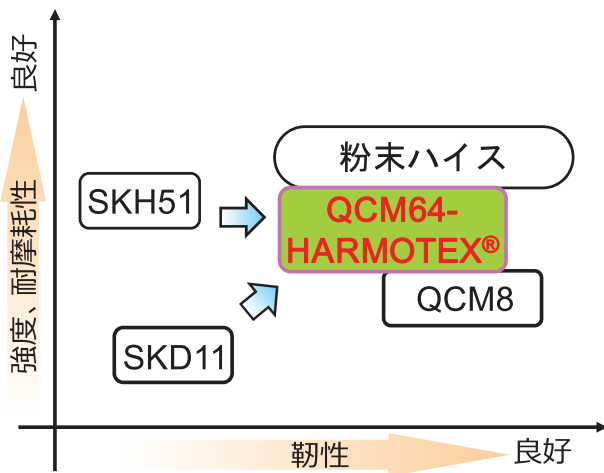 良好
強度、耐摩耗性
粉末ハイス
SKH51
QCM64-
HARMOTEX®
QCM8
SKD11
靭性
良好